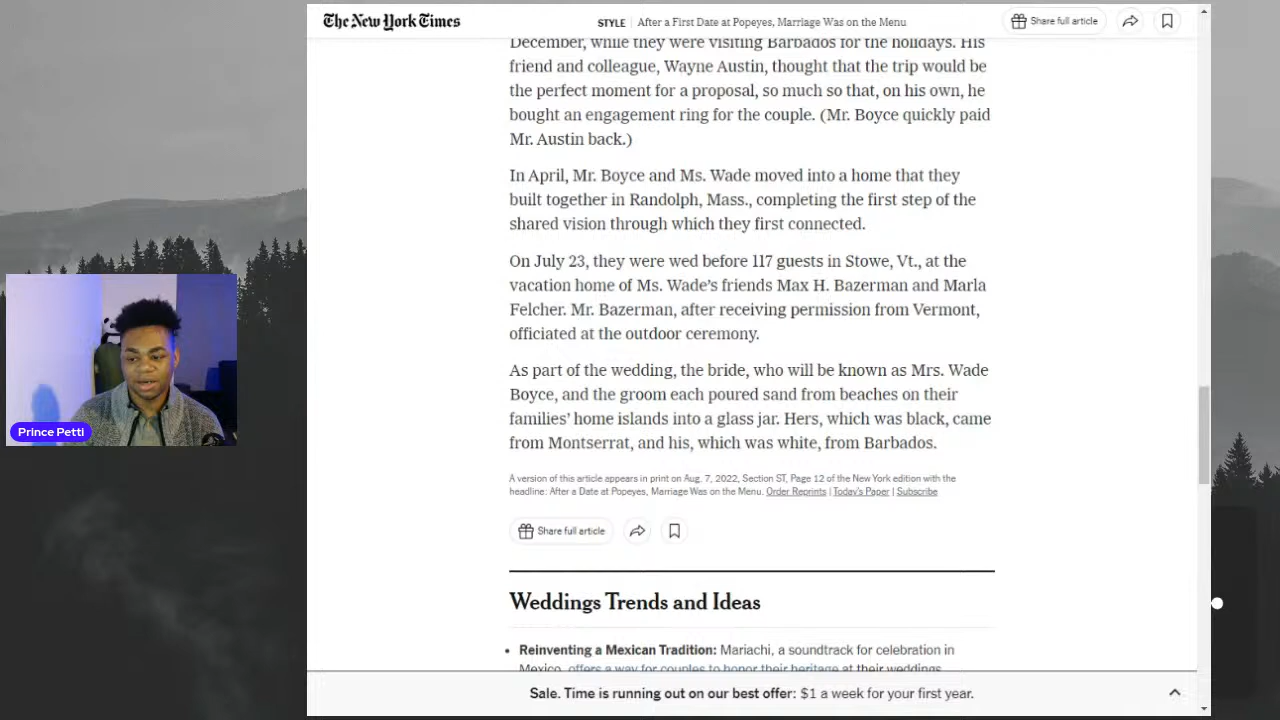 The New York Times
STYLE | After a First Date at Popeyes, Marriage Was on the Menu
Share full article
December, while they were visiting Barbados for the holidays. His
friend and colleague, Wayne Austin, thought that the trip would be
the perfect moment for a proposal, so much so that, on his own, he
bought an engagement ring for the couple. (Mr. Boyce quickly paid
Mr. Austin back.)
In April, Mr. Boyce and Ms. Wade moved into a home that they
built together in Randolph, Mass., completing the first step of the
shared vision through which they first connected.
On July 23, they were wed before 117 guests in Stowe, Vt., at the
vacation home of Ms. Wade’s friends Max H. Bazerman and Marla
Felcher. Mr. Bazerman, after receiving permission from Vermont,
officiated at the outdoor ceremony.
As part of the wedding, the bride, who will be known as Mrs. Wade
Boyce, and the groom each poured sand from beaches on their
families’ home islands into a glass jar. Hers, which was black, came
from Montserrat, and his, which was white, from Barbados.
Prince Petti
A version of this article appears in print on Aug. 7, 2022, Section ST, Page 12 of the New York edition with the
headline: After a Date at Popeyes, Marriage Was on the Menu. Order Reprints | Today’s Paper | Subscribe
Share full article
Weddings Trends and Ideas
Reinventing a Mexican Tradition: Mariachi, a soundtrack for celebration in
Mexico, offers a way for couples to honor their heritage at their weddings.
Sale. Time is running out on our best offer: $1 a week for your first year.